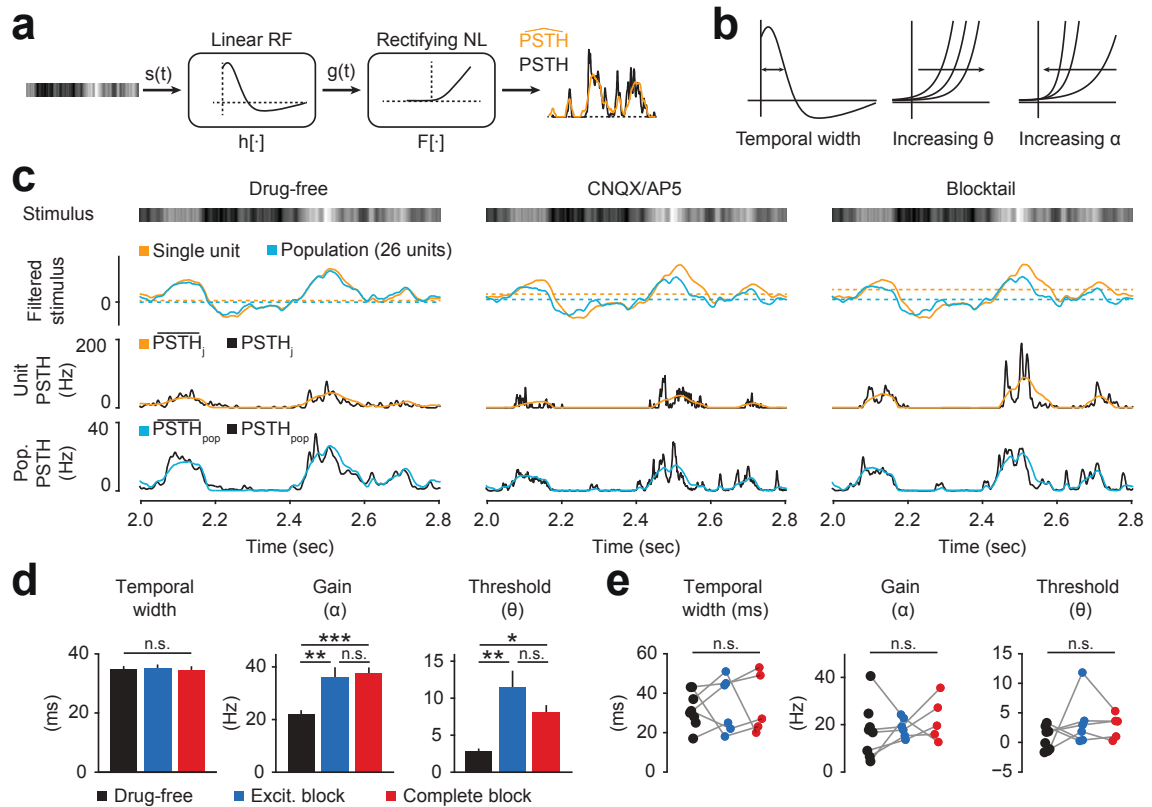 a
Linear RF
Rectifying NL
PSTH
PSTH
s(t)
g(t)
h[·]
F[·]
b
Temporal width
Increasing θ
Increasing α
c
Drug-free
CNQX/AP5
Blocktail
Stimulus
Single unit
Population (26 units)
Filtered
stimulus
0
PSTHj
PSTHj
Unit
PSTH
(Hz)
200
0
PSTHpop
PSTHpop
Pop.
PSTH
(Hz)
40
0
2.0 2.2 2.4 2.6 2.8
2.0 2.2 2.4 2.6 2.8
2.0 2.2 2.4 2.6 2.8
Time (sec)
Time (sec)
Time (sec)
d
Temporal
width
n.s.
(ms)
40
20
0
Gain
(α)
***
**
n.s.
(Hz)
40
20
0
Threshold
(θ)
*
**
n.s.
15
10
5
0
Drug-free
Excit. block
Complete block
e
Temporal
width (ms)
n.s.
(ms)
60
40
20
0
Gain
(α)
n.s.
(Hz)
40
20
0
Threshold
(θ)
n.s.
15
10
5
0
−5